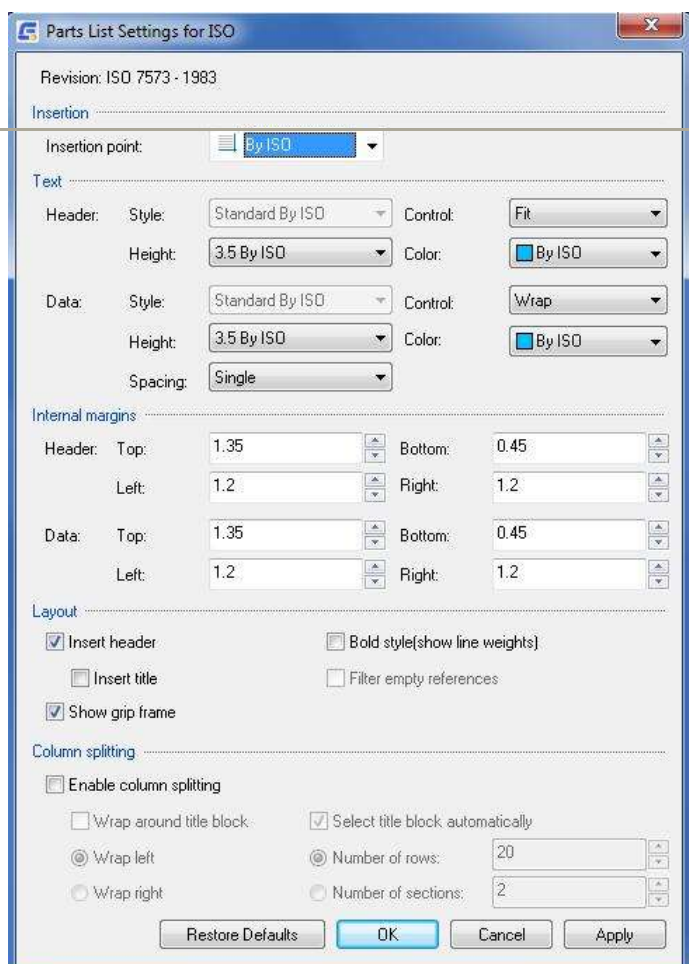 Parts List Settings for ISO
Revision: ISO 7573 - 1983
Insertion
Insertion point: By ISO
Text
Header: Style: Standard By ISO Control: Fit
Height: 3.5 By ISO Color: By ISO
Data: Style: Standard By ISO Control: Wrap
Height: 3.5 By ISO Color: By ISO
Spacing: Single
Internal margins
Header: Top: 1.35 Bottom: 0.45
Left: 1.2 Right: 1.2
Data: Top: 1.35 Bottom: 0.45
Left: 1.2 Right: 1.2
Layout
Insert header Bold style(show line weights)
Insert title Filter empty references
Show grip frame
Column splitting
Enable column splitting
Wrap around title block Select title block automatically
Wrap left Number of rows: 20
Wrap right Number of sections: 2
Restore Defaults OK Cancel Apply